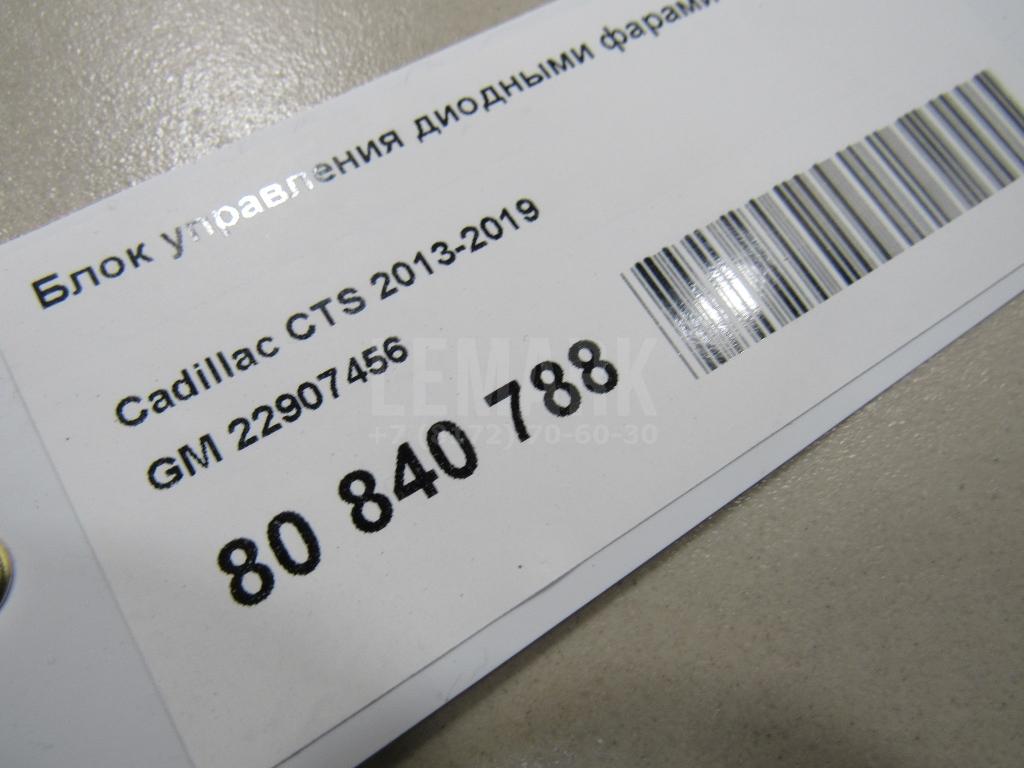 Блок управления диодными фарами
Cadillac CTS 2013-2019
GM 22907456
80 840 788
LEMARK